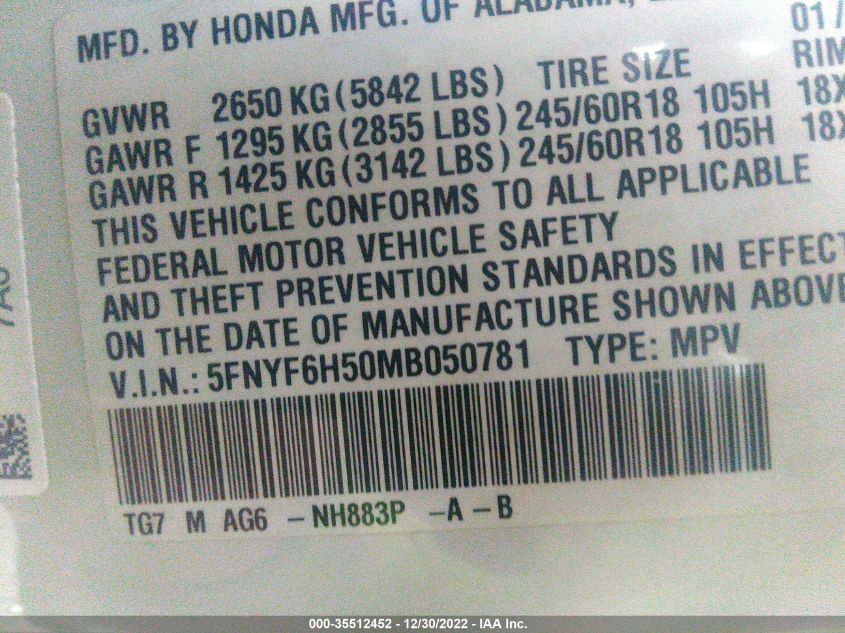 MFD. BY HONDA MFG. OF ALABAMA,
01/
GVWR 2650 KG (5842 LBS) TIRE SIZE RIM
GAWR F 1295 KG (2855 LBS) 245/60R18 105H 18X
GAWR R 1425 KG (3142 LBS) 245/60R18 105H 18X
THIS VEHICLE CONFORMS TO ALL APPLICABLE
FEDERAL MOTOR VEHICLE SAFETY
AND THEFT PREVENTION STANDARDS IN EFFECT
ON THE DATE OF MANUFACTURE SHOWN ABOVE
V.I.N.: 5FNYF6H50MB050781 TYPE: MPV
TG7 M AG6 -NH883P -A -B
000-35512452 - 12/30/2022 - IAA Inc.